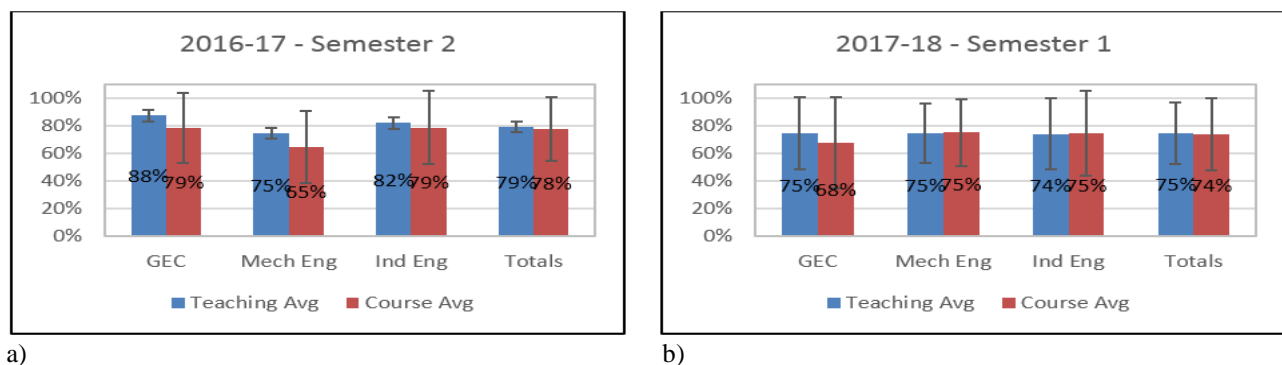 2016-17 - Semester 2
100%
80%
60%
40%
20%
0%
88%
79%
75%
65%
82%
79%
79%
78%
GEC
Mech Eng
Ind Eng
Totals
Teaching Avg
Course Avg
a)
2017-18 - Semester 1
100%
80%
60%
40%
20%
0%
75%
68%
75%
75%
74%
75%
75%
74%
GEC
Mech Eng
Ind Eng
Totals
Teaching Avg
Course Avg
b)